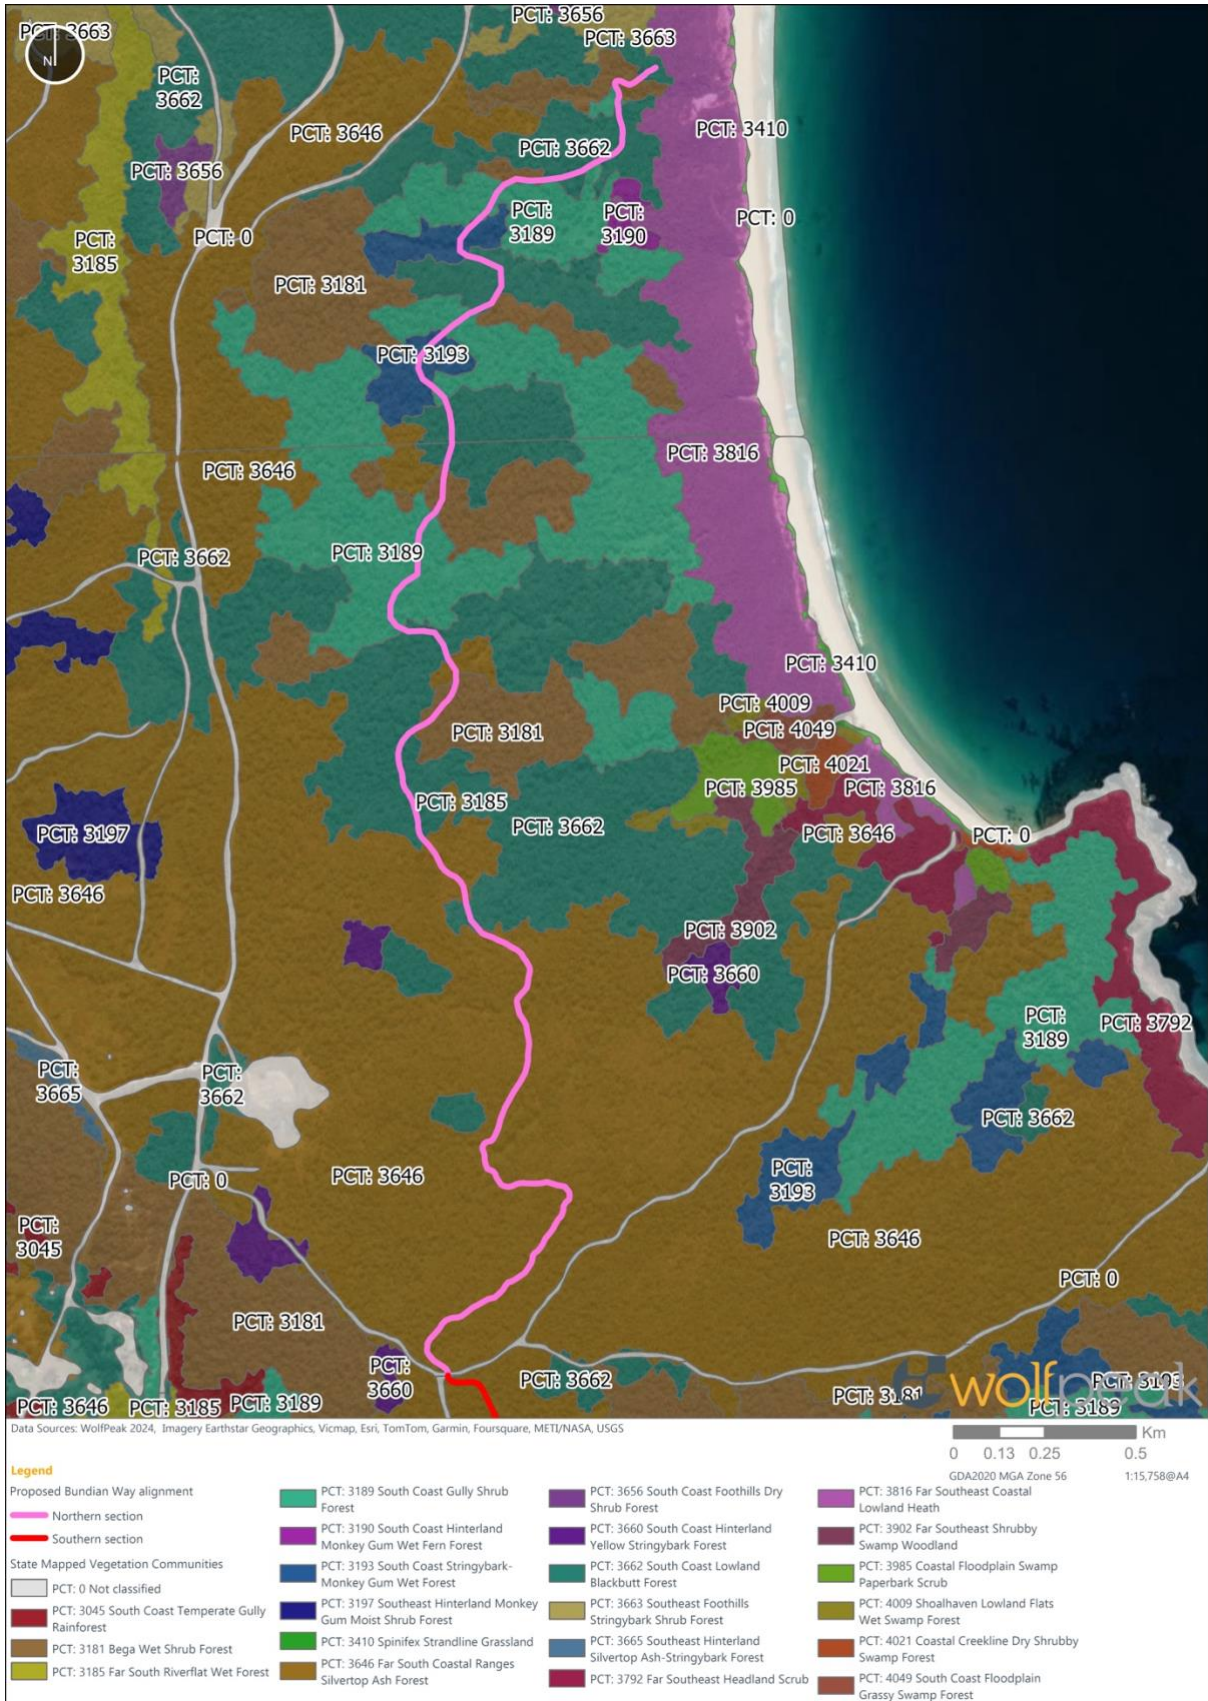 PCT: 3663
N
PCT: 3656
PCT: 3663
PCT:
3662
PCT: 3646
PCT: 3410
PCT: 3662
PCT: 3656
PCT: 0
PCT:
3189
PCT:
3190
PCT: 0
PCT:
3185
PCT: 3181
PCT: 3193
PCT: 3816
PCT: 3646
PCT: 3662
PCT: 3189
PCT: 3410
PCT: 4009
PCT: 4049
PCT: 3181
PCT: 4021
PCT: 3985
PCT: 3816
PCT: 3185
PCT: 3662
PCT: 3646
PCT: 0
PCT: 3197
PCT: 3646
PCT: 3902
PCT: 3660
PCT:
3189
PCT: 3792
PCT:
3665
PCT:
3662
PCT: 3662
PCT: 0
PCT: 3646
PCT:
3193
PCT:
3045
PCT: 3646
PCT: 0
PCT: 3181
PCT:
3660
PCT: 3662
PCT: 3181
wolfpeak
PCT: 3193
PCT: 3646
PCT: 3185
PCT: 3189
PCT: 3189
Data Sources: WolfPeak 2024, Imagery Earthstar Geographics, Vicmap, Esri, TomTom, Garmin, Foursquare, METI/NASA, USGS
Km
0 0.13 0.25 0.5
GDA2020 MGA Zone 56 1:15,758@A4
Legend
Proposed Bundian Way alignment
Northern section
Southern section
State Mapped Vegetation Communities
PCT: 0 Not classified
PCT: 3045 South Coast Temperate Gully
Rainforest
PCT: 3181 Bega Wet Shrub Forest
PCT: 3185 Far South Riverflat Wet Forest
PCT: 3189 South Coast Gully Shrub
Forest
PCT: 3190 South Coast Hinterland
Monkey Gum Wet Fern Forest
PCT: 3193 South Coast Stringybark-
Monkey Gum Wet Forest
PCT: 3197 Southeast Hinterland Monkey
Gum Moist Shrub Forest
PCT: 3410 Spinifex Strandline Grassland
PCT: 3646 Far South Coastal Ranges
Silvertop Ash Forest
PCT: 3656 South Coast Foothills Dry
Shrub Forest
PCT: 3660 South Coast Hinterland
Yellow Stringybark Forest
PCT: 3662 South Coast Lowland
Blackbutt Forest
PCT: 3663 Southeast Foothills
Stringybark Shrub Forest
PCT: 3665 Southeast Hinterland
Silvertop Ash-Stringybark Forest
PCT: 3792 Far Southeast Headland Scrub
PCT: 3816 Far Southeast Coastal
Lowland Heath
PCT: 3902 Far Southeast Shrubby
Swamp Woodland
PCT: 3985 Coastal Floodplain Swamp
Paperbark Scrub
PCT: 4009 Shoalhaven Lowland Flats
Wet Swamp Forest
PCT: 4021 Coastal Creekline Dry Shrubby
Swamp Forest
PCT: 4049 South Coast Floodplain
Grassy Swamp Forest